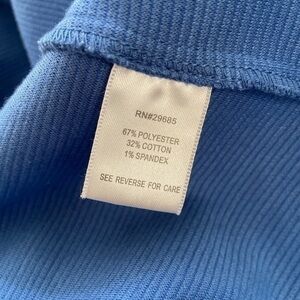 RN#29685
67% POLYESTER
32% COTTON
1% SPANDEX
SEE REVERSE FOR CARE